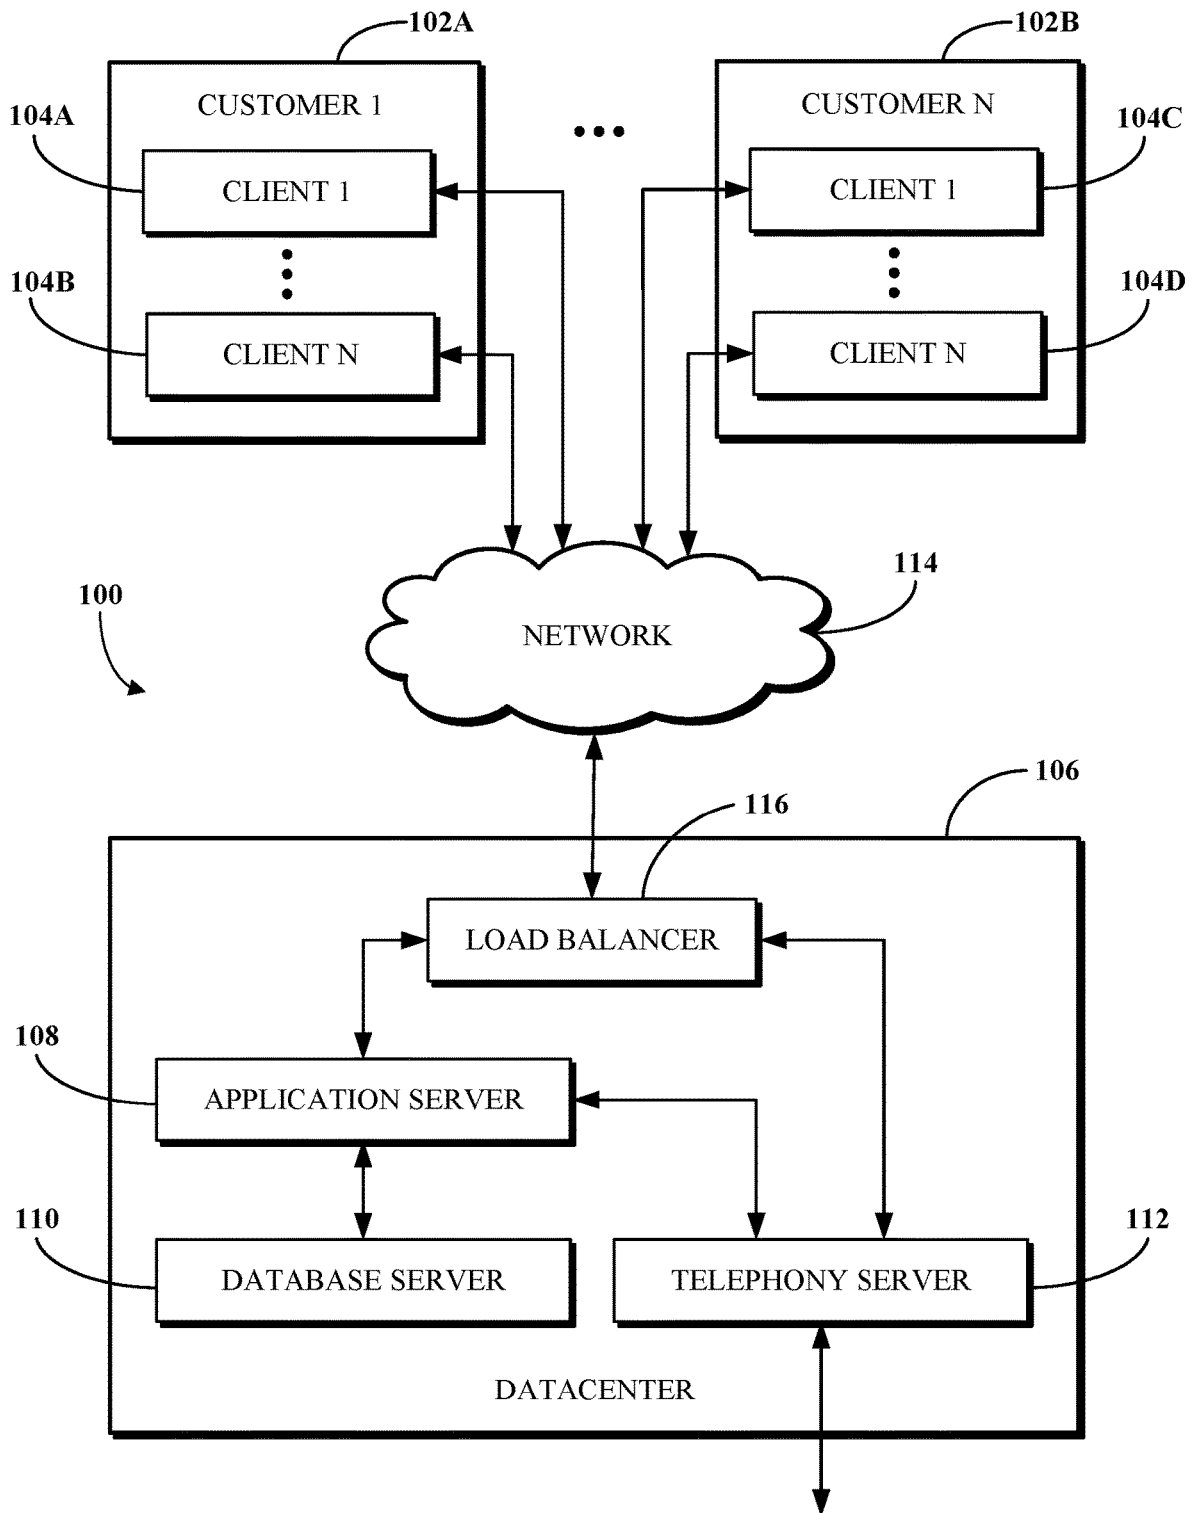 102A
102B
CUSTOMER 1
CUSTOMER N
104A
104C
CLIENT 1
CLIENT 1
104B
104D
CLIENT N
CLIENT N
114
100
NETWORK
106
116
LOAD BALANCER
108
APPLICATION SERVER
110
112
DATABASE SERVER
TELEPHONY SERVER
DATACENTER